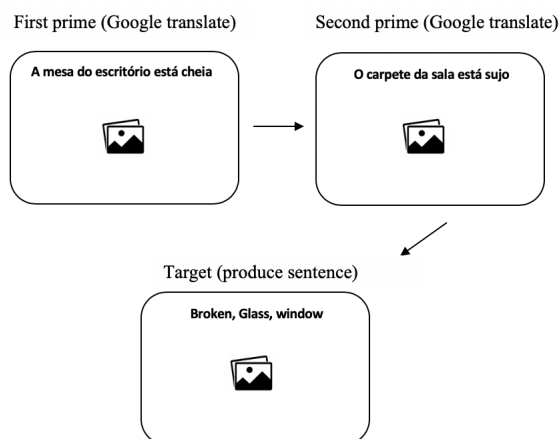 First prime (Google translate)
Second prime (Google translate)
A mesa do escritório está cheia
O carpete da sala está sujo
Target (produce sentence)
Broken, Glass, window